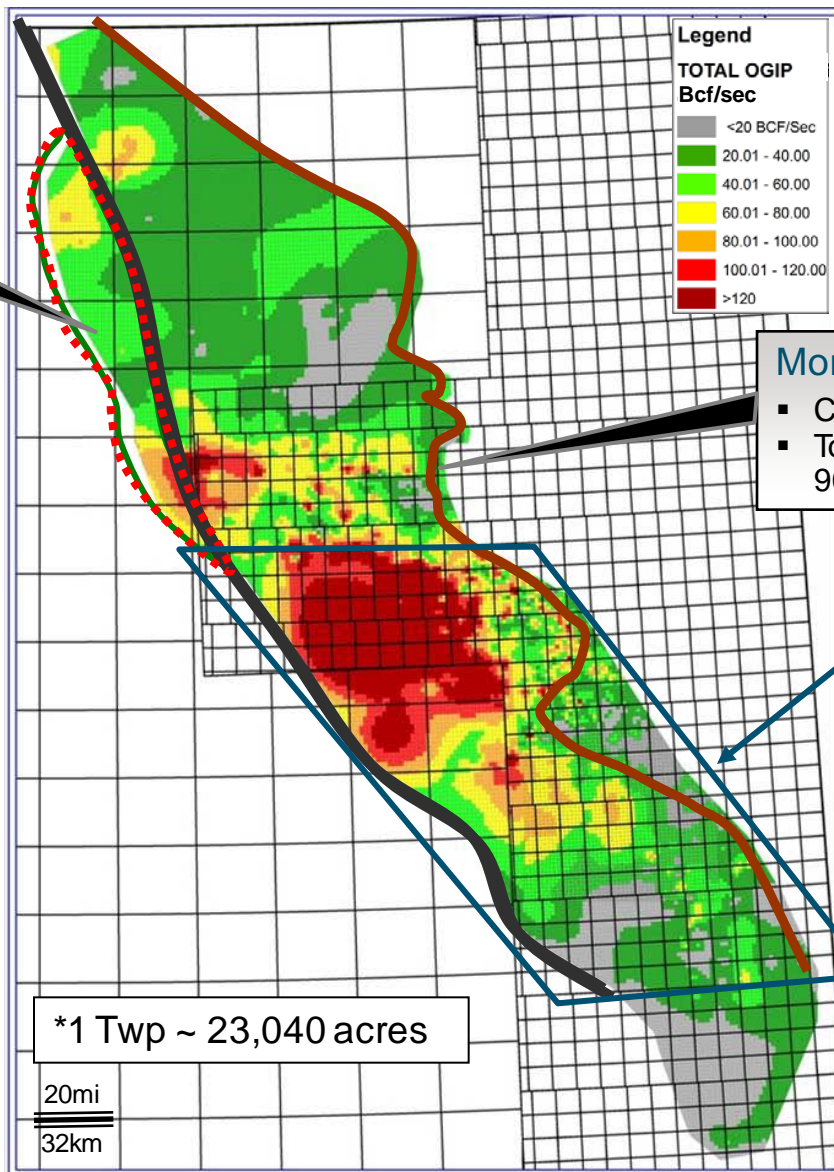 Legend
TOTAL OGIP
Bcf/sec
<20 BCF/Sec
20.01 - 40.00
40.01 - 60.00
60.01 - 80.00
80.01 - 100.00
100.01 - 120.00
>120
▪ C
*1 Twp ~ 23,040 acres
20mi
32km